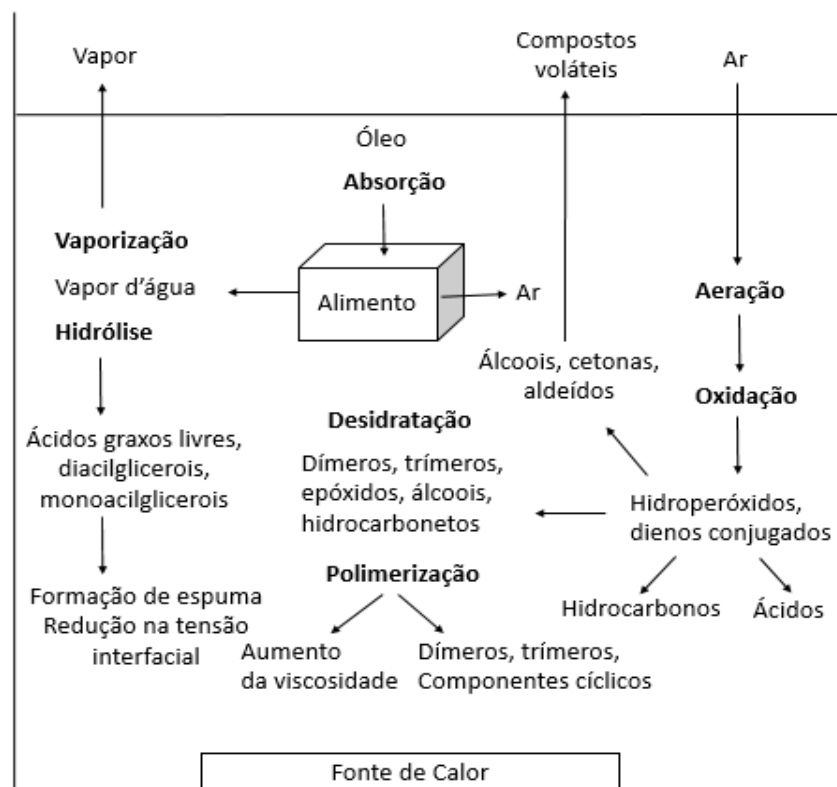 Vapor
Compostos
voláteis
Ar
Óleo
Absorção
Vaporização
Vapor d'água
Alimento
Ar
Aeração
Hidrólise
Álcoois, cetonas,
aldeídos
Oxidação
Desidratação
Ácidos graxos livres,
diacilglicerois,
monoacilglicerois
Dímeros, trímeros,
epóxidos, álcoois,
hidrocarbonetos
Hidroperóxidos,
dienos conjugados
Polimerização
Formação de espuma
Redução na tensão
interfacial
Hidrocarbonos
Ácidos
Aumento
da viscosidade
Dímeros, trímeros,
Componentes cíclicos
Fonte de Calor